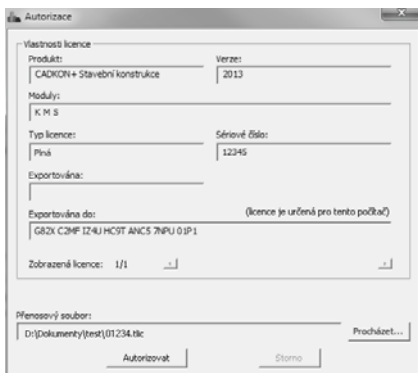 Autorizace
Vlastnosti licence
Produkt: Verze:
CADKON+ Stavební konstrukce 2013
Moduly:
K M S
Typ licence: Sériové číslo:
Plná 12345
Exportována:
Exportována do: (licence je určená pro tento počítač)
G82X C2MF IZ4U HC9T ANC5 7NPU 01P1
Zobrazená licence: 1/1
Přenosový soubor:
D:\Dokumenty\test\01234.tlic Procházet...
Autorizovat Storno